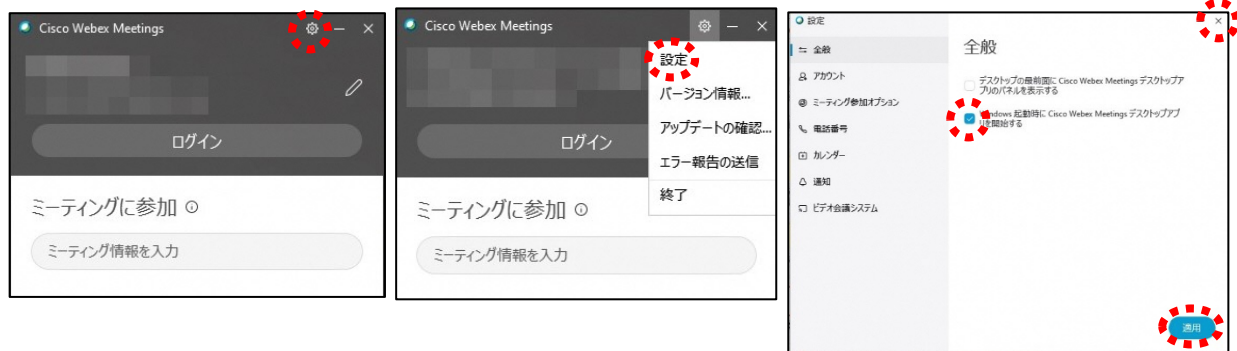 Cisco Webex Meetings
ログイン
ミーティングに参加
ミーティング情報を入力
Cisco Webex Meetings
設定
バージョン情報...
アップデートの確認...
エラー報告の送信
終了
ログイン
ミーティングに参加
ミーティング情報を入力
設定
全般
アカウント
ミーティング参加オプション
電話番号
カレンダー
通知
ビデオ会議システム
全般
デスクトップの最前面に Cisco Webex Meetings デスクトップア
プリのパネルを表示する
Windows 起動時に Cisco Webex Meetings デスクトップアプ
リを開始する
適用